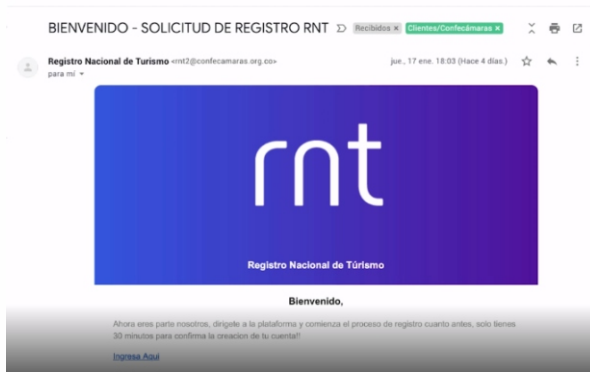 BIENVENIDO - SOLICITUD DE REGISTRO RNT Recibidos x Clientes/Confecámaras x
Registro Nacional de Turismo <rnt2@confecamaras.org.co> jue., 17 ene. 18:03 (Hace 4 días.)
para mí
rnt
Registro Nacional de Túrismo
Bienvenido,
Ahora eres parte nosotros, dirigete a la plataforma y comienza el proceso de registro cuanto antes, solo tienes
30 minutos para confirma la creacion de tu cuenta!!
Ingresa Aqui